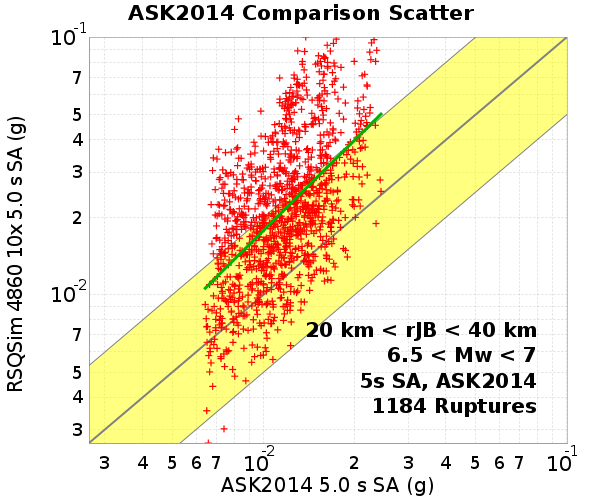 ASK2014 Comparison Scatter
RSQSim 4860 10x 5.0 s SA (g)
10-1
7
5
4
3
2
10-2
7
5
4
3
20 km < rJB < 40 km
6.5 < Mw < 7
5s SA, ASK2014
1184 Ruptures
3 4 5 6 7 10-2 2 3 4 5 6 7 10-1
ASK2014 5.0 s SA (g)